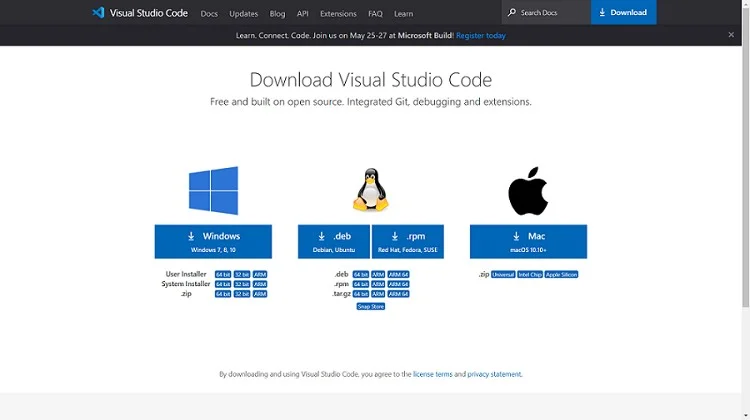 Visual Studio Code Docs Updates Blog API Extensions FAQ Learn Search Docs Download
Learn. Connect. Code. Join us on May 25-27 at Microsoft Build! Register today
Download Visual Studio Code
Free and built on open source. Integrated Git, debugging and extensions.
Windows
Windows 7, 8, 10
.deb
Debian, Ubuntu
.rpm
Red Hat, Fedora, SUSE
Mac
macOS 10.10+
User Installer 64 bit 32 bit ARM
System Installer 64 bit 32 bit ARM
.zip 64 bit 32 bit ARM
.deb 64 bit ARM ARM 64
.rpm 64 bit ARM ARM 64
.tar.gz 64 bit ARM ARM 64
Snap Store
.zip Universal Intel Chip Apple Silicon
By downloading and using Visual Studio Code, you agree to the license terms and privacy statement.